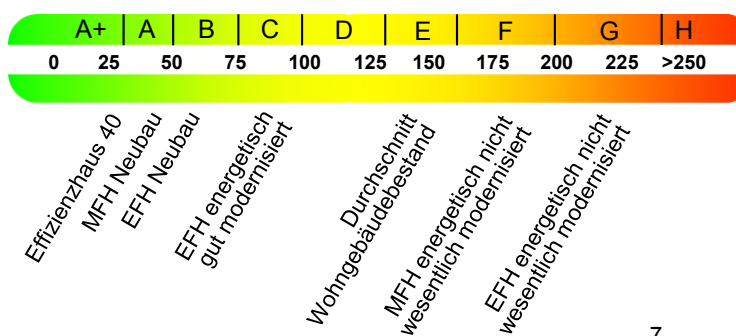 A+ A B C D E F G H
0 25 50 75 100 125 150 175 200 225 >250
Effizienzhaus 40
MFH Neubau
EFH Neubau
EFH energetisch
gut modernisiert
Durchschnitt
Wohngebäudebestand
MFH energetisch nicht
wesentlich modernisiert
EFH energetisch nicht
wesentlich modernisiert
7